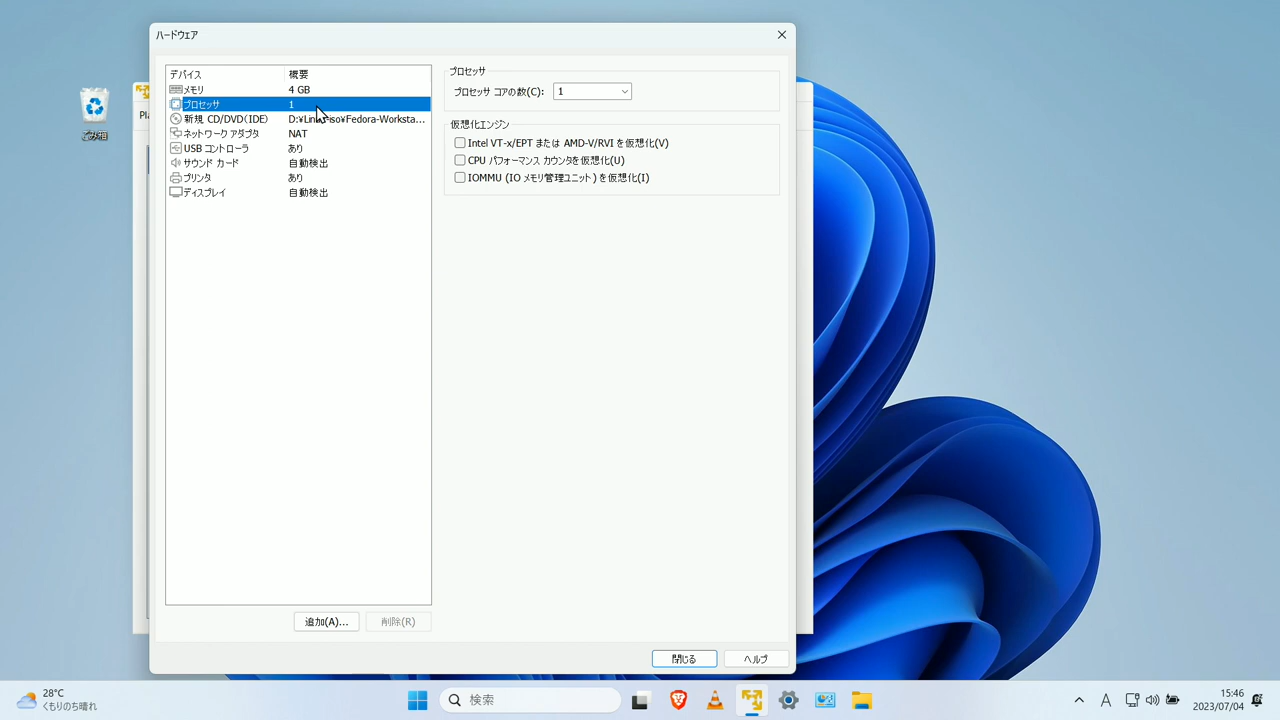 ハードウェア
デバイス 概要
メモリ 4 GB
プロセッサ 1
新規 CD/DVD(IDE)
ネットワーク アダプタ NAT
USB コントローラ あり
サウンド カード 自動検出
プリンタ あり
ディスプレイ 自動検出
追加(A)...
削除(R)
プロセッサ
プロセッサ コアの数(C): 1
仮想化エンジン
Intel VT-x/EPT または AMD-V/RVI を仮想化(V)
CPU パフォーマンス カウンタを仮想化(U)
IOMMU (IO メモリ管理ユニット) を仮想化(I)
閉じる
ヘルプ
ごみ箱
28°C
くもりのち晴れ
検索
A
15:46
2023/07/04